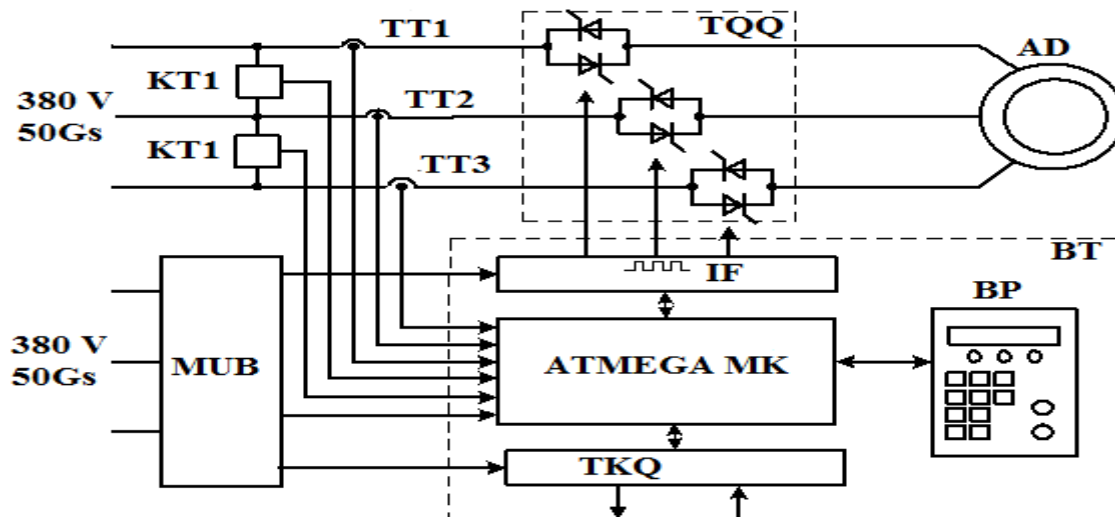 TT1
TQQ
AD
KT1
380 V
50Gs
TT2
KT1
TT3
BT
IF
BP
380 V
50Gs
MUB
ATMEGA MK
TKQ